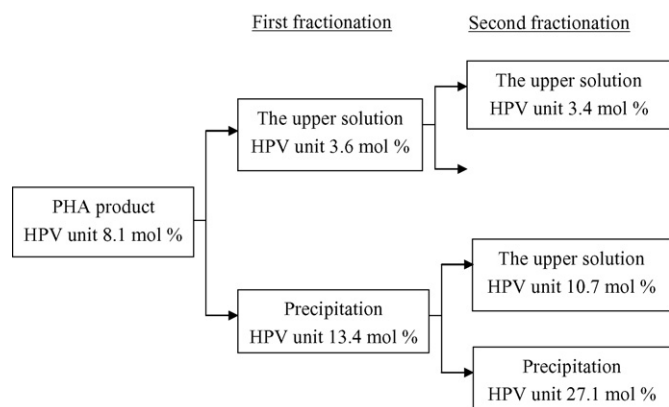 First fractionation
Second fractionation
The upper solution
HPV unit 3.4 mol %
The upper solution
HPV unit 3.6 mol %
PHA product
HPV unit 8.1 mol %
The upper solution
HPV unit 10.7 mol %
Precipitation
HPV unit 13.4 mol %
Precipitation
HPV unit 27.1 mol %